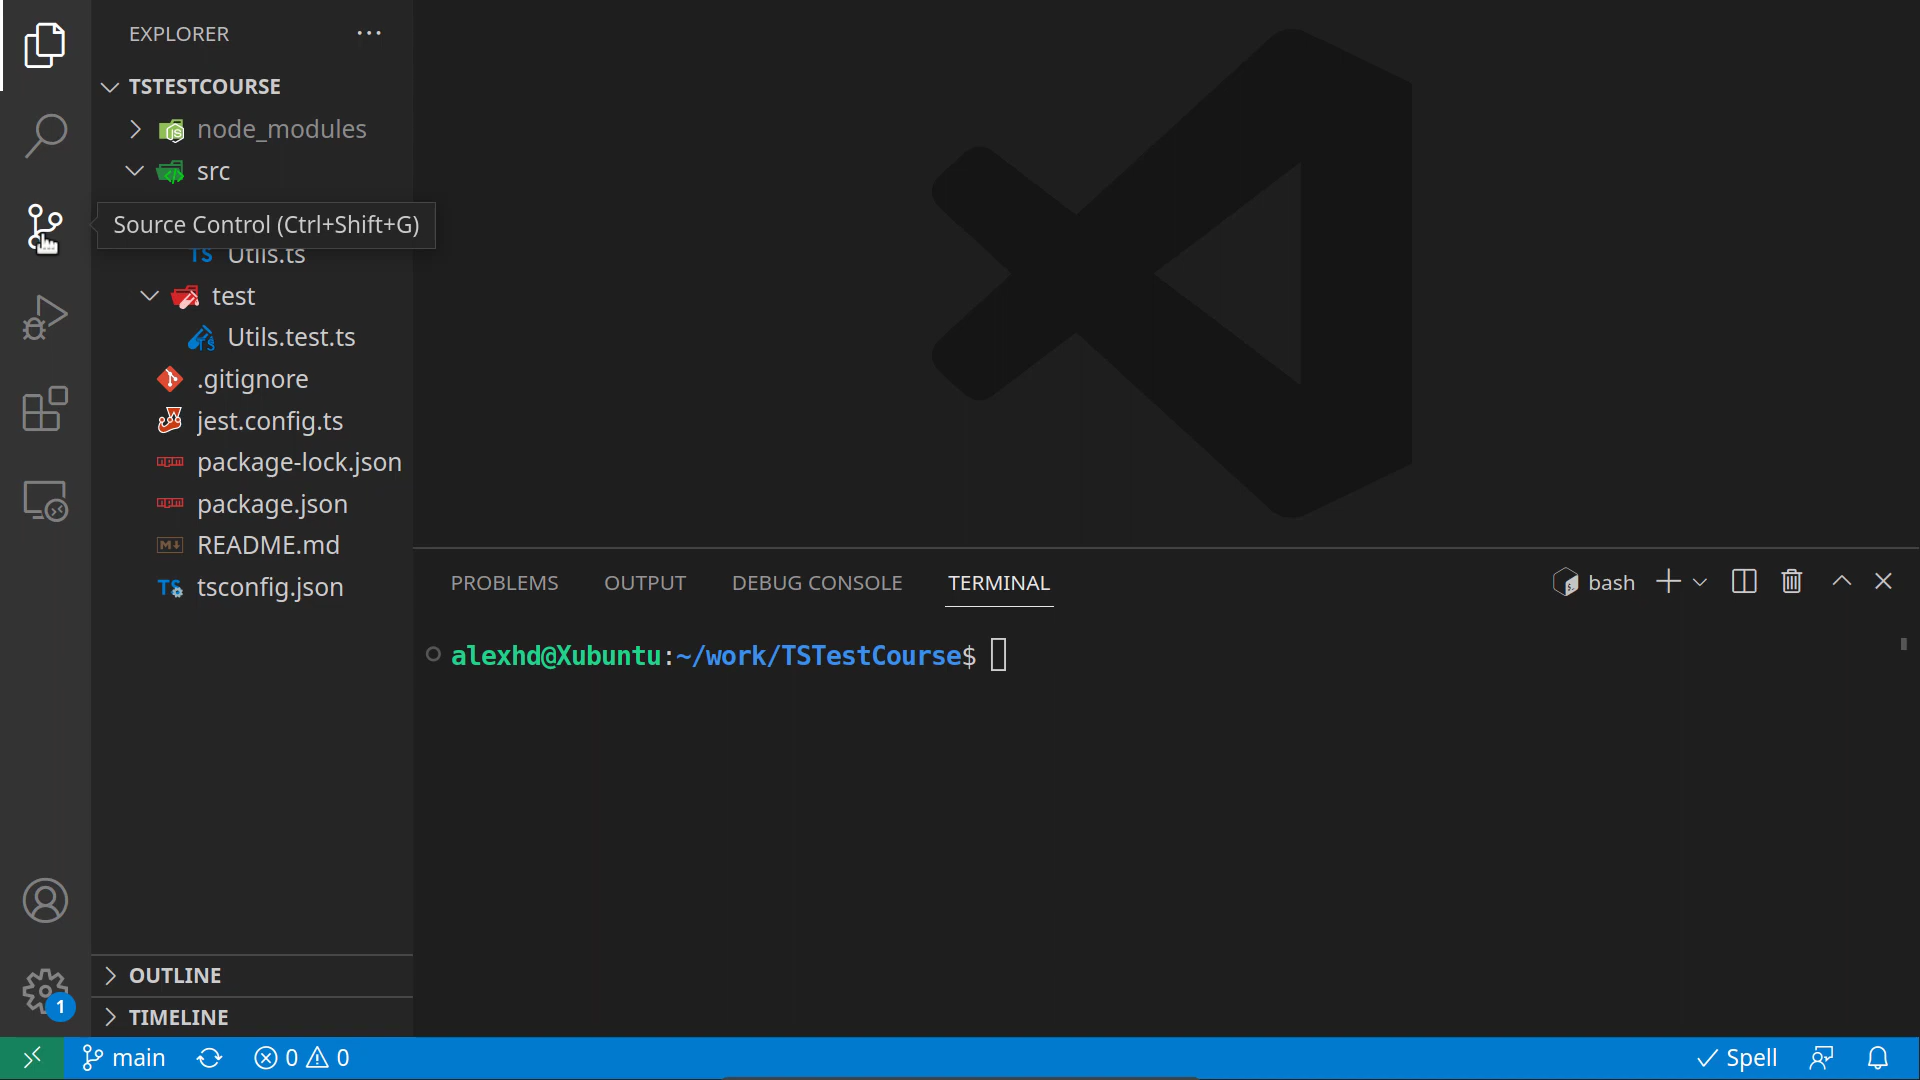 EXPLORER
TSTESTCOURSE
node_modules
src
Source Control (Ctrl+Shift+G)
Utils.ts
test
Utils.test.ts
.gitignore
jest.config.ts
package-lock.json
package.json
README.md
tsconfig.json
OUTLINE
TIMELINE
PROBLEMS OUTPUT DEBUG CONSOLE TERMINAL bash
alexhd@Xubuntu:~/work/TSTestCourse$
1
main 0 0 Spell